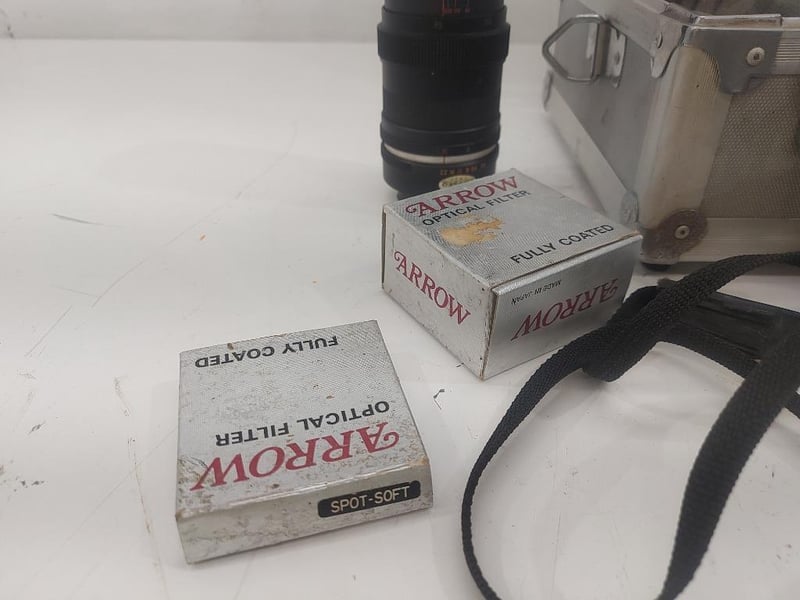 ARROW
OPTICAL FILTER
FULLY COATED
ARROW
MADE IN JAPAN
ARROW
FULLY COATED
OPTICAL FILTER
ARROW
SPOT-SOFT